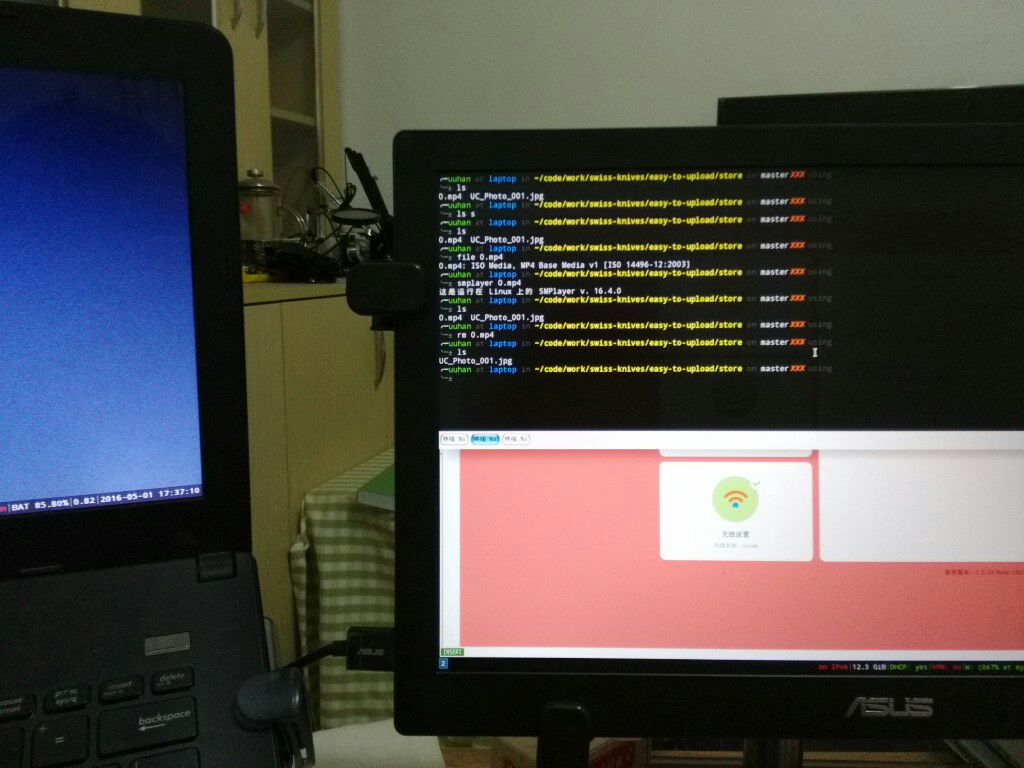 BAT 85.80%|0.82|2016-05-01 17:37:10
prt sc
sysrq
insert
delete
pause
break
+
=
backspace
ASUS
uuhan at laptop in ~/code/work/swiss-knives/easy-to-upload/store on master XXX using
ls
0.mp4 UC_Photo_001.jpg
uuhan at laptop in ~/code/work/swiss-knives/easy-to-upload/store on master XXX using
ls s
uuhan at laptop in ~/code/work/swiss-knives/easy-to-upload/store on master XXX using
ls
0.mp4 UC_Photo_001.jpg
uuhan at laptop in ~/code/work/swiss-knives/easy-to-upload/store on master XXX using
file 0.mp4
0.mp4: ISO Media, MP4 Base Media v1 [ISO 14496-12:2003]
uuhan at laptop in ~/code/work/swiss-knives/easy-to-upload/store on master XXX using
smplayer 0.mp4
这是运行在 Linux 上的 SMPlayer v. 16.4.0
uuhan at laptop in ~/code/work/swiss-knives/easy-to-upload/store on master XXX using
ls
0.mp4 UC_Photo_001.jpg
uuhan at laptop in ~/code/work/swiss-knives/easy-to-upload/store on master XXX using
rm 0.mp4
uuhan at laptop in ~/code/work/swiss-knives/easy-to-upload/store on master XXX using
ls
UC_Photo_001.jpg
uuhan at laptop in ~/code/work/swiss-knives/easy-to-upload/store on master XXX using
终端 终端 终端
无线设置
INSERT
2
no IPv6|12.3 GiB|DHCP: yes|VPN: no|W: (067% at my
ASUS